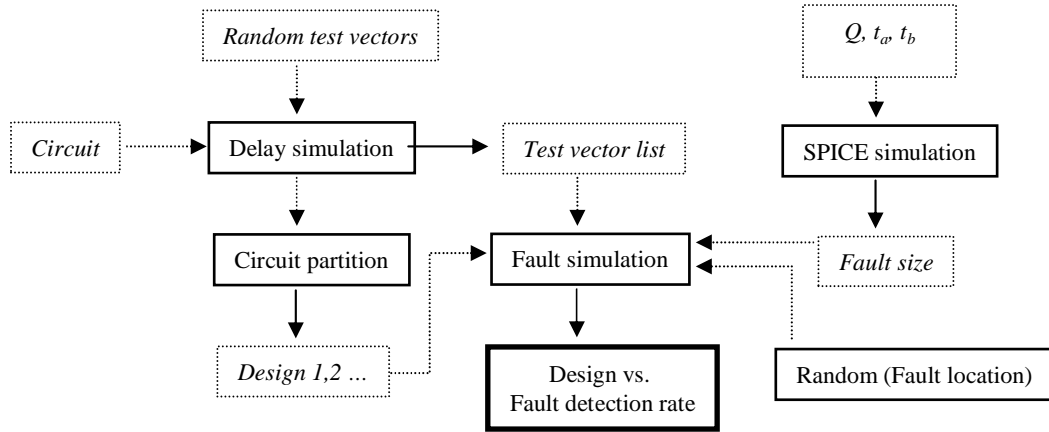 Random test vectors
Q, tₐ, t_b
Circuit
Delay simulation
Test vector list
SPICE simulation
Circuit partition
Fault simulation
Fault size
Design 1,2 …
Design vs.
Fault detection rate
Random (Fault location)